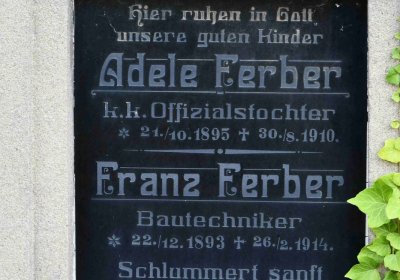 Hier ruhen in Gott,
unsere guten Kinder
Adele Ferber
k.k. Offizialstochter
* 21./10. 1895 † 30./8. 1910.
Franz Ferber
Bautechniker
* 22./12. 1893 † 26./2. 1914.
Schlummert sanft